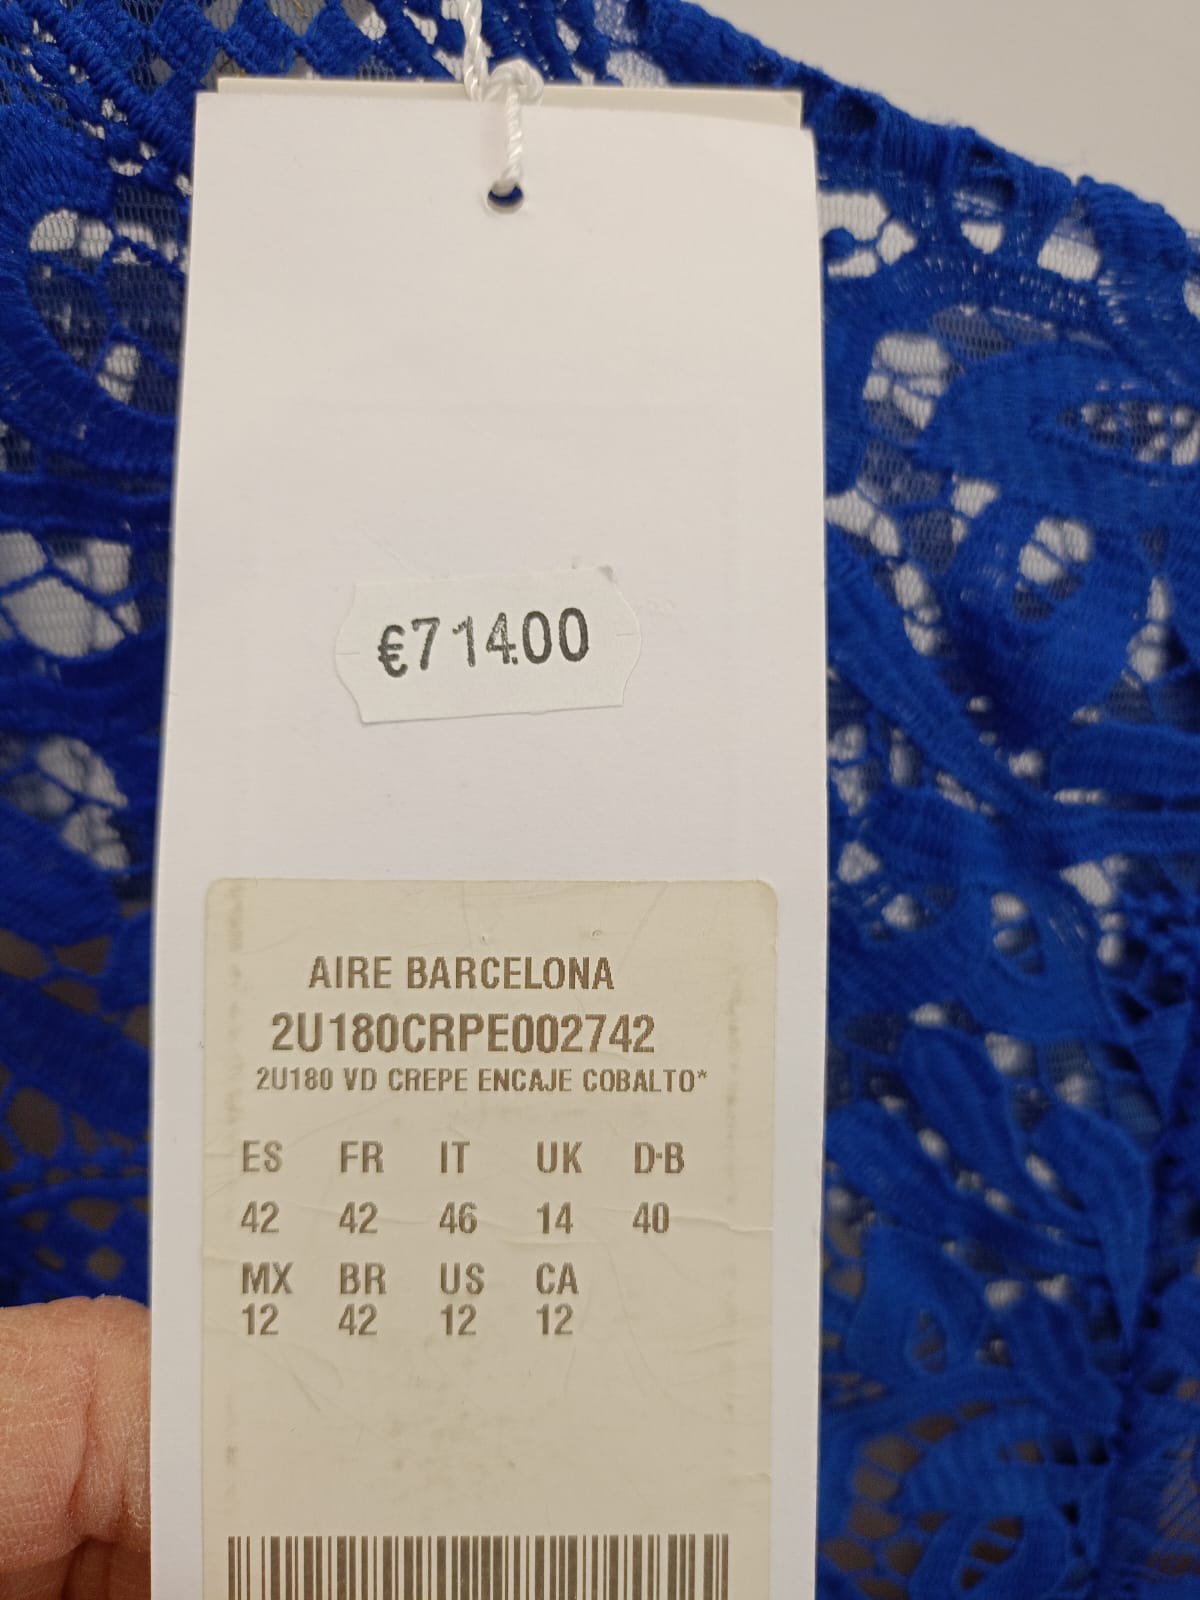 €714.00
AIRE BARCELONA
2U180CRPE002742
2U180 VD CREPE ENCAJE COBALTO*
ES FR IT UK D-B
42 42 46 14 40
MX BR US CA
12 42 12 12